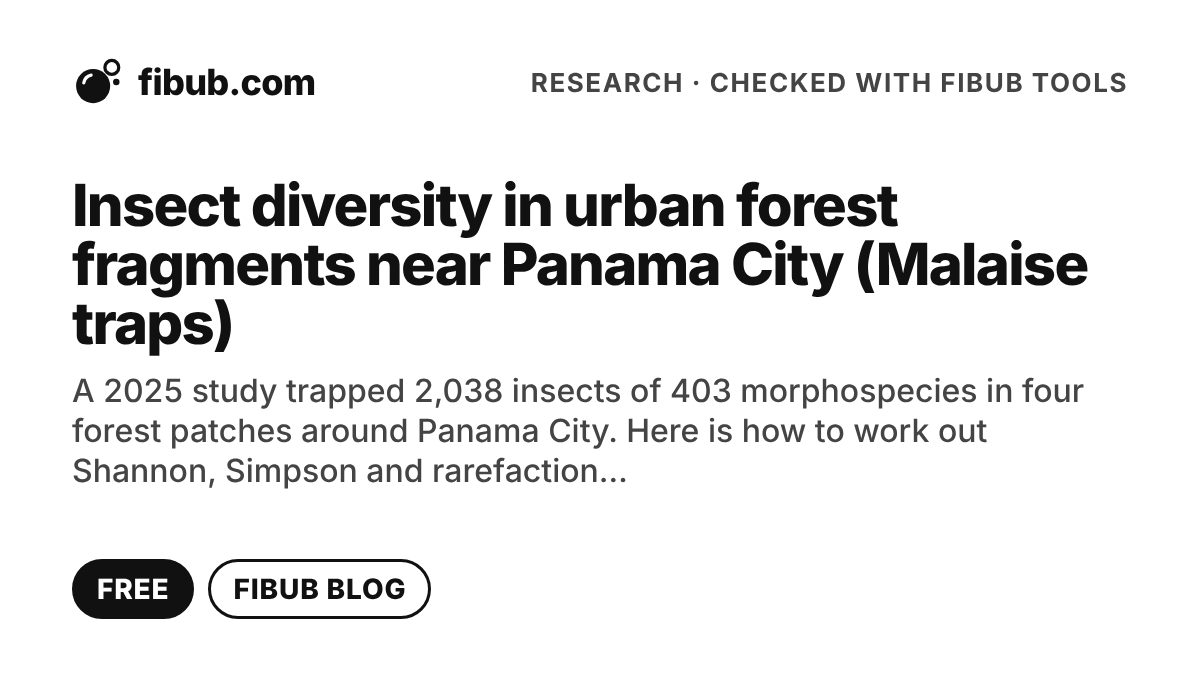 fibub.com
RESEARCH · CHECKED WITH FIBUB TOOLS
Insect diversity in urban forest
fragments near Panama City (Malaise
traps)
A 2025 study trapped 2,038 insects of 403 morphospecies in four
forest patches around Panama City. Here is how to work out
Shannon, Simpson and rarefaction...
FREE
FIBUB BLOG